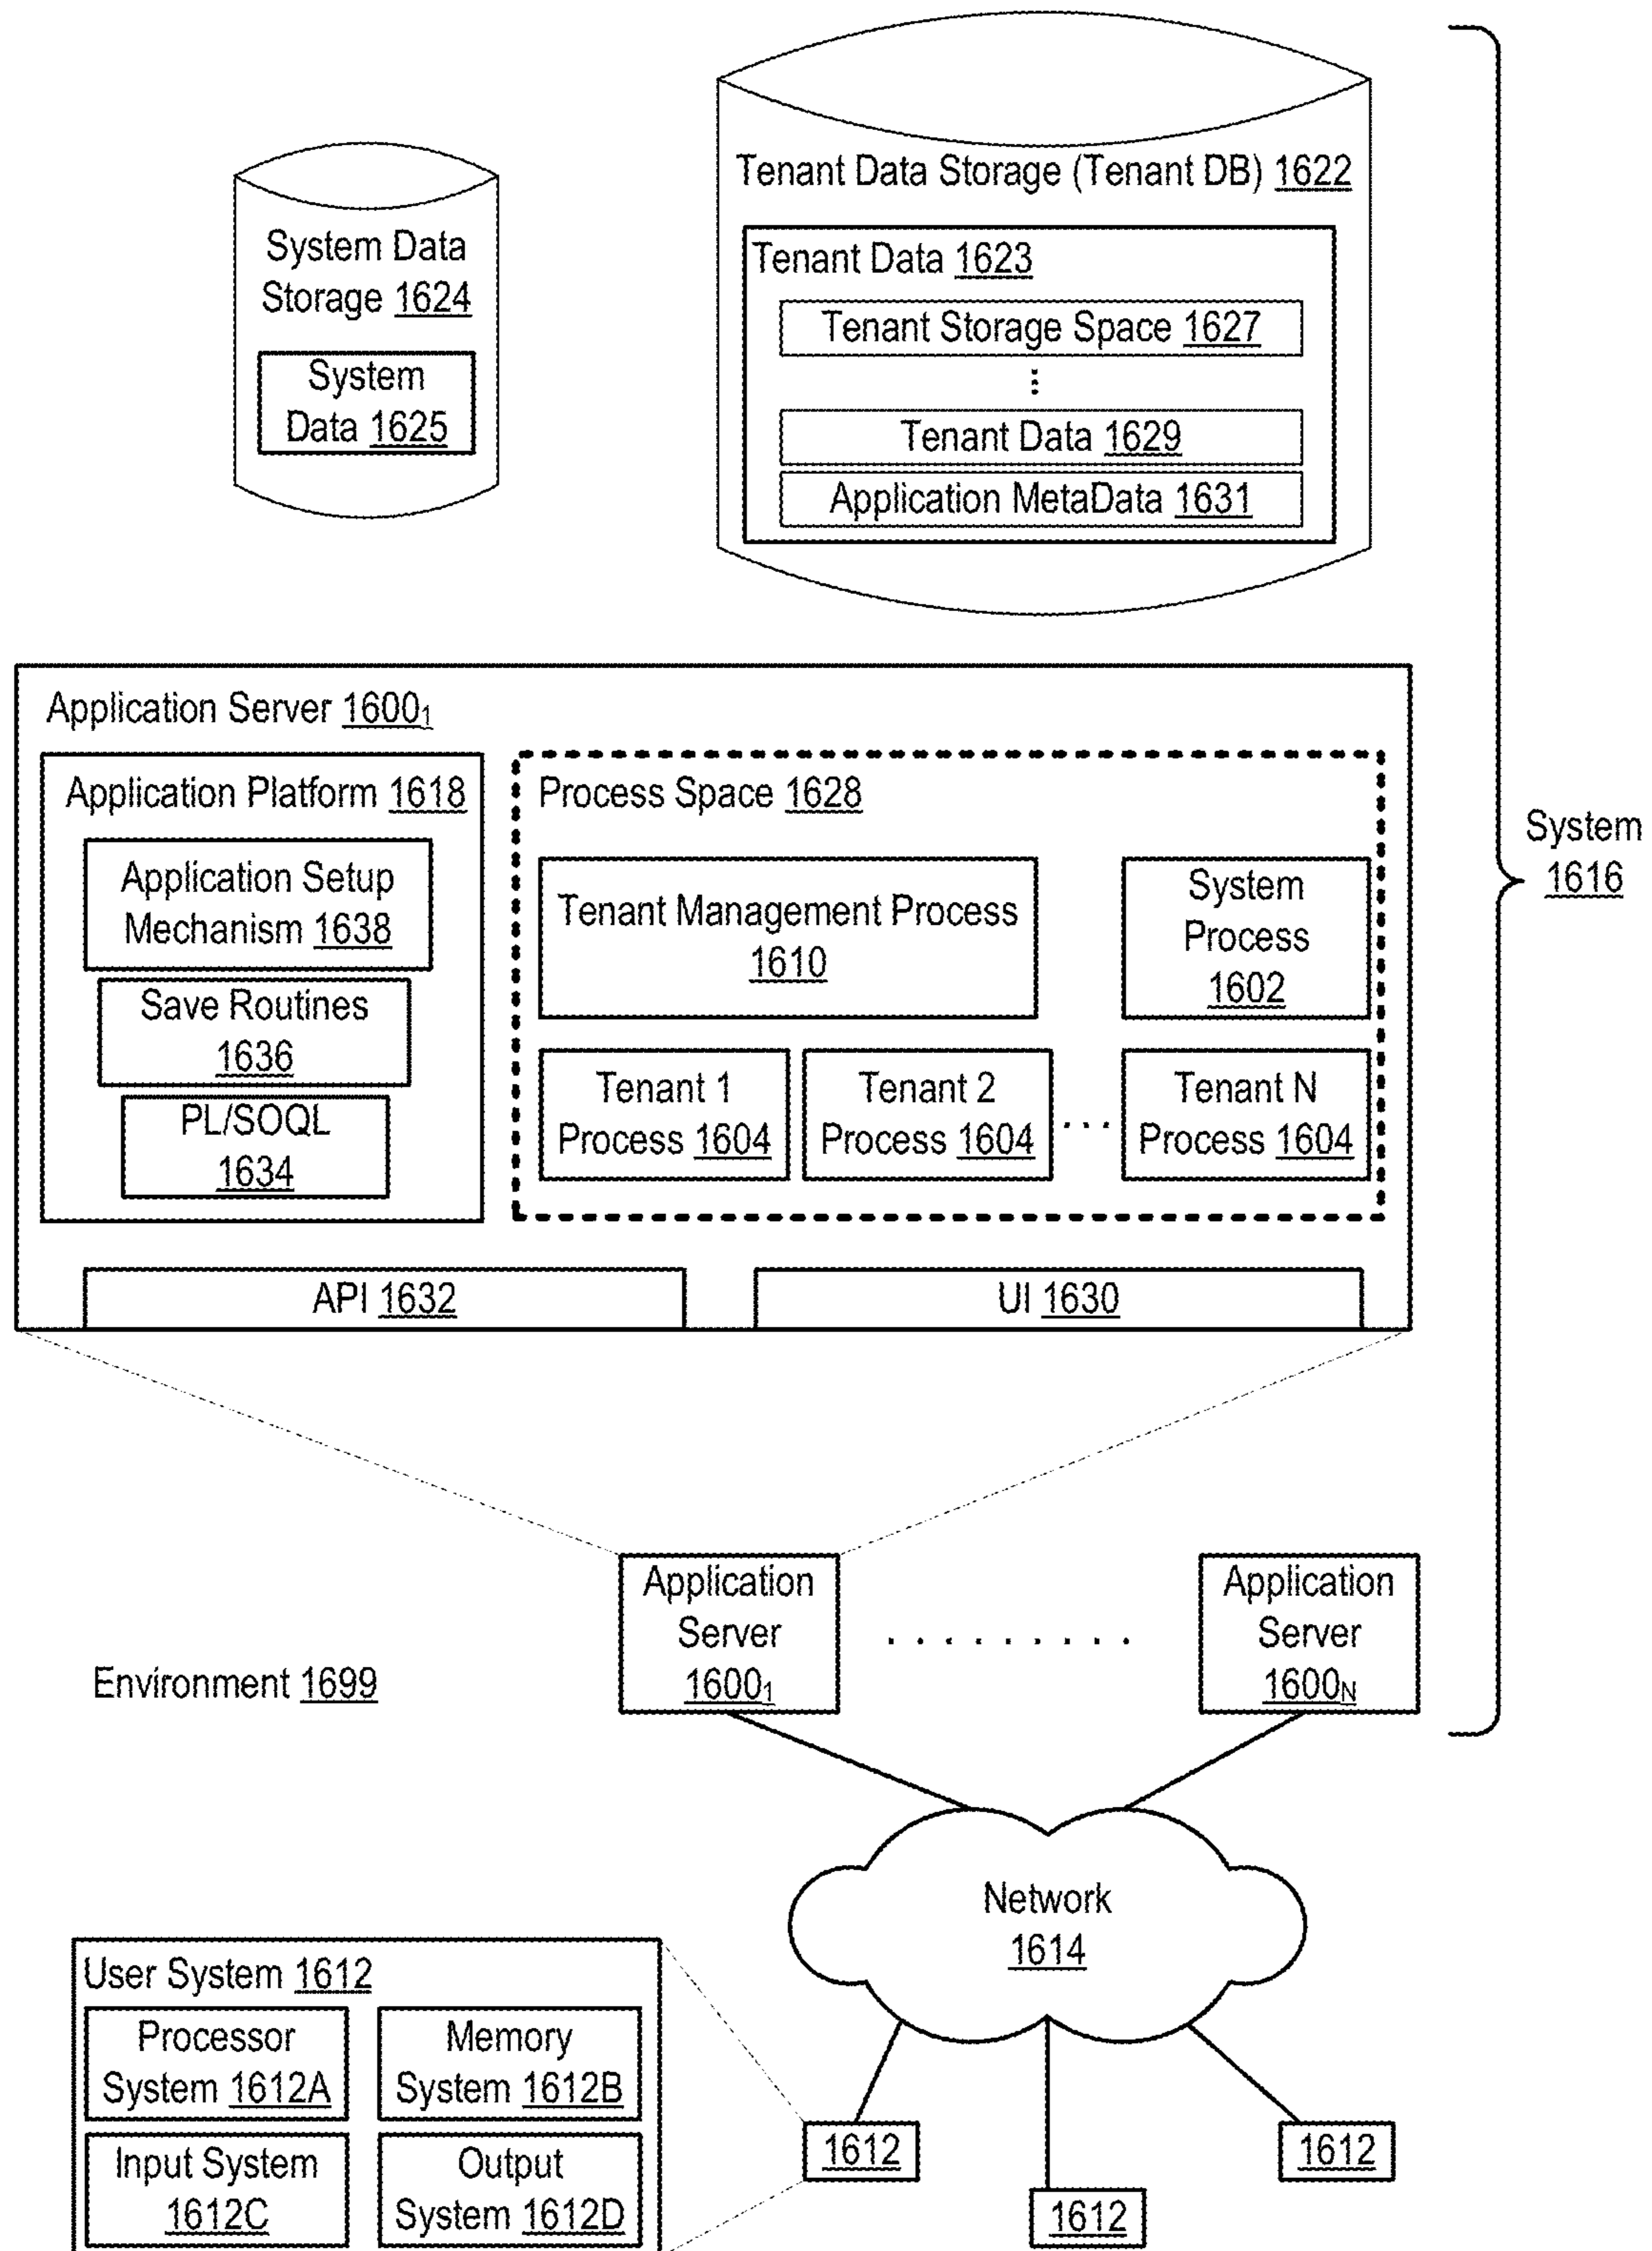 Tenant Data Storage (Tenant DB) 1622
System Data
Storage 1624
System
Data 1625
Tenant Data 1623
Tenant Storage Space 1627
⋮
Tenant Data 1629
Application MetaData 1631
System
1616
Application Server 1600₁
Application Platform 1618
Application Setup
Mechanism 1638
Save Routines
1636
PL/SOQL
1634
Process Space 1628
Tenant Management Process
1610
System
Process
1602
Tenant 1
Process 1604
Tenant 2
Process 1604
...
Tenant N
Process 1604
API 1632
UI 1630
Application
Server
1600₁
.........
Application
Server
1600N
Environment 1699
Network
1614
User System 1612
Processor
System 1612A
Memory
System 1612B
Input System
1612C
Output
System 1612D
1612
1612
1612